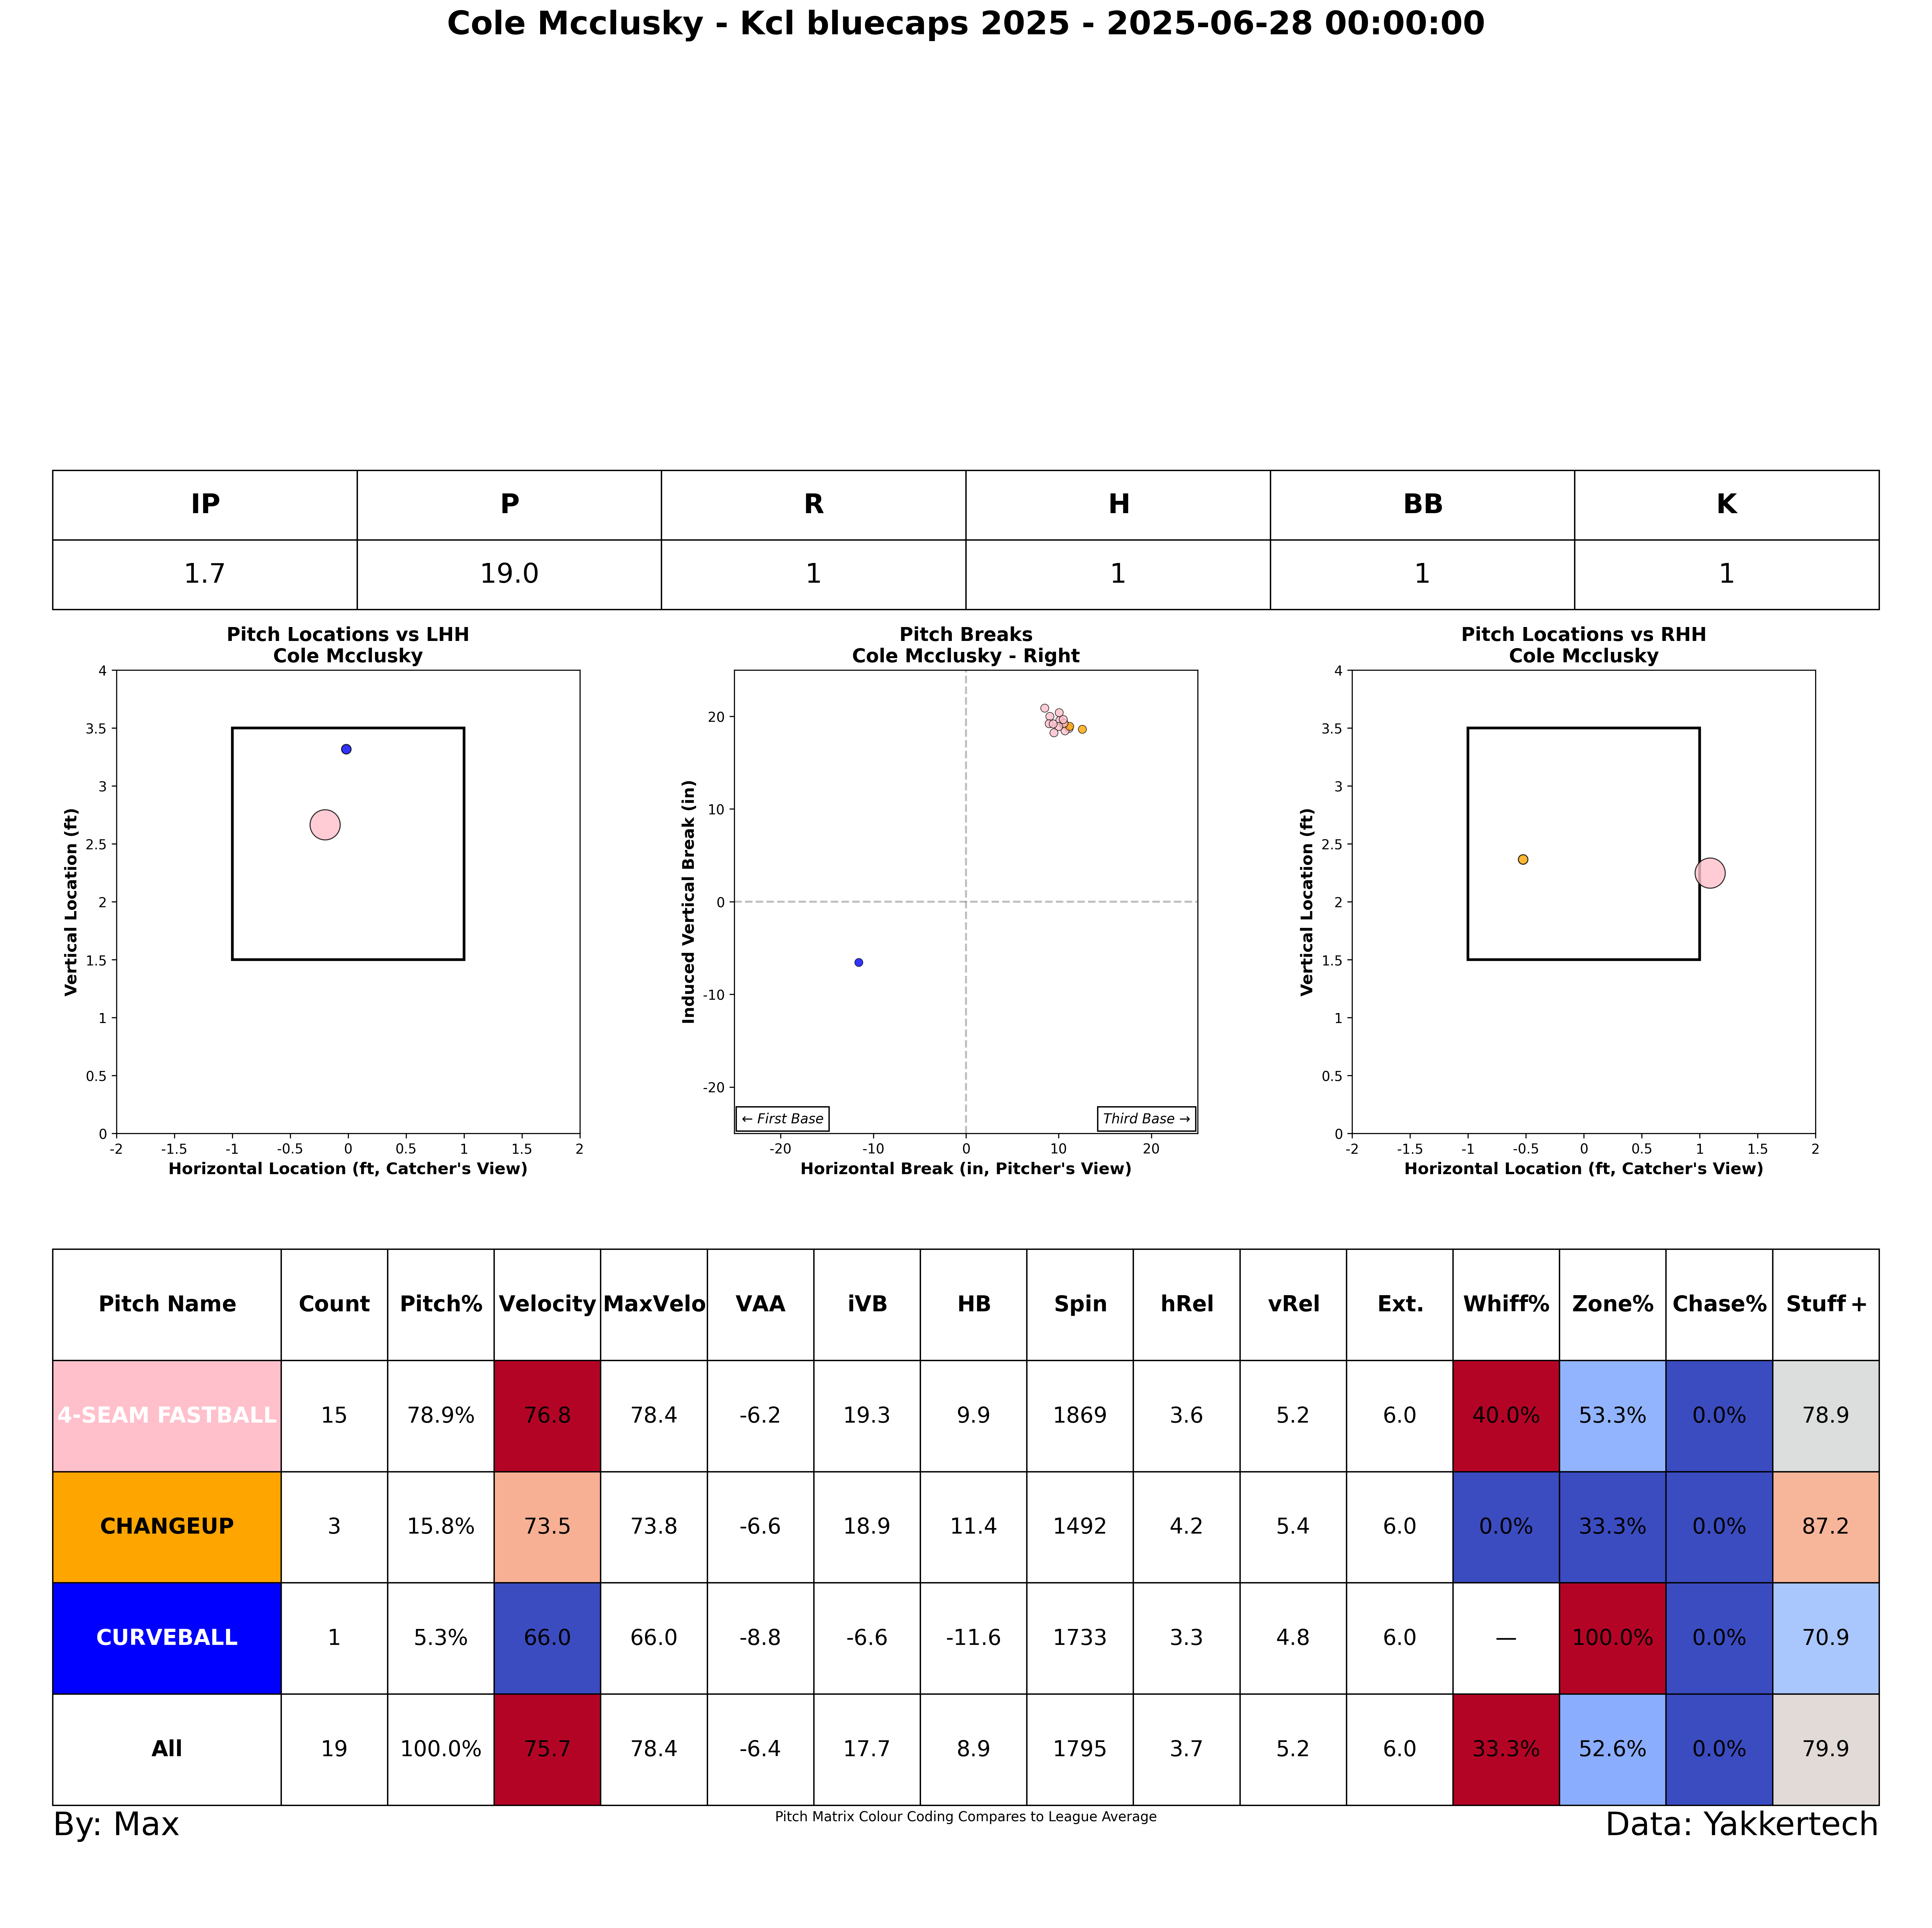 Cole Mcclusky - Kcl bluecaps 2025 - 2025-06-28 00:00:00
IP P R H BB K
1.7 19.0 1 1 1 1
Pitch Locations vs LHH
Cole Mcclusky
4
3.5
3
2.5
2
1.5
1
0.5
0
Vertical Location (ft)
-2 -1.5 -1 -0.5 0 0.5 1 1.5 2
Horizontal Location (ft, Catcher's View)
Pitch Breaks
Cole Mcclusky - Right
20
10
0
-10
-20
Induced Vertical Break (in)
← First Base
Third Base →
-20 -10 0 10 20
Horizontal Break (in, Pitcher's View)
Pitch Locations vs RHH
Cole Mcclusky
4
3.5
3
2.5
2
1.5
1
0.5
0
Vertical Location (ft)
-2 -1.5 -1 -0.5 0 0.5 1 1.5 2
Horizontal Location (ft, Catcher's View)
Pitch Name Count Pitch% Velocity MaxVelo VAA iVB HB Spin hRel vRel Ext. Whiff% Zone% Chase% Stuff+
4-SEAM FASTBALL 15 78.9% 76.8 78.4 -6.2 19.3 9.9 1869 3.6 5.2 6.0 40.0% 53.3% 0.0% 78.9
CHANGEUP 3 15.8% 73.5 73.8 -6.6 18.9 11.4 1492 4.2 5.4 6.0 0.0% 33.3% 0.0% 87.2
CURVEBALL 1 5.3% 66.0 66.0 -8.8 -6.6 -11.6 1733 3.3 4.8 6.0 — 100.0% 0.0% 70.9
All 19 100.0% 75.7 78.4 -6.4 17.7 8.9 1795 3.7 5.2 6.0 33.3% 52.6% 0.0% 79.9
By: Max
Pitch Matrix Colour Coding Compares to League Average
Data: Yakkertech